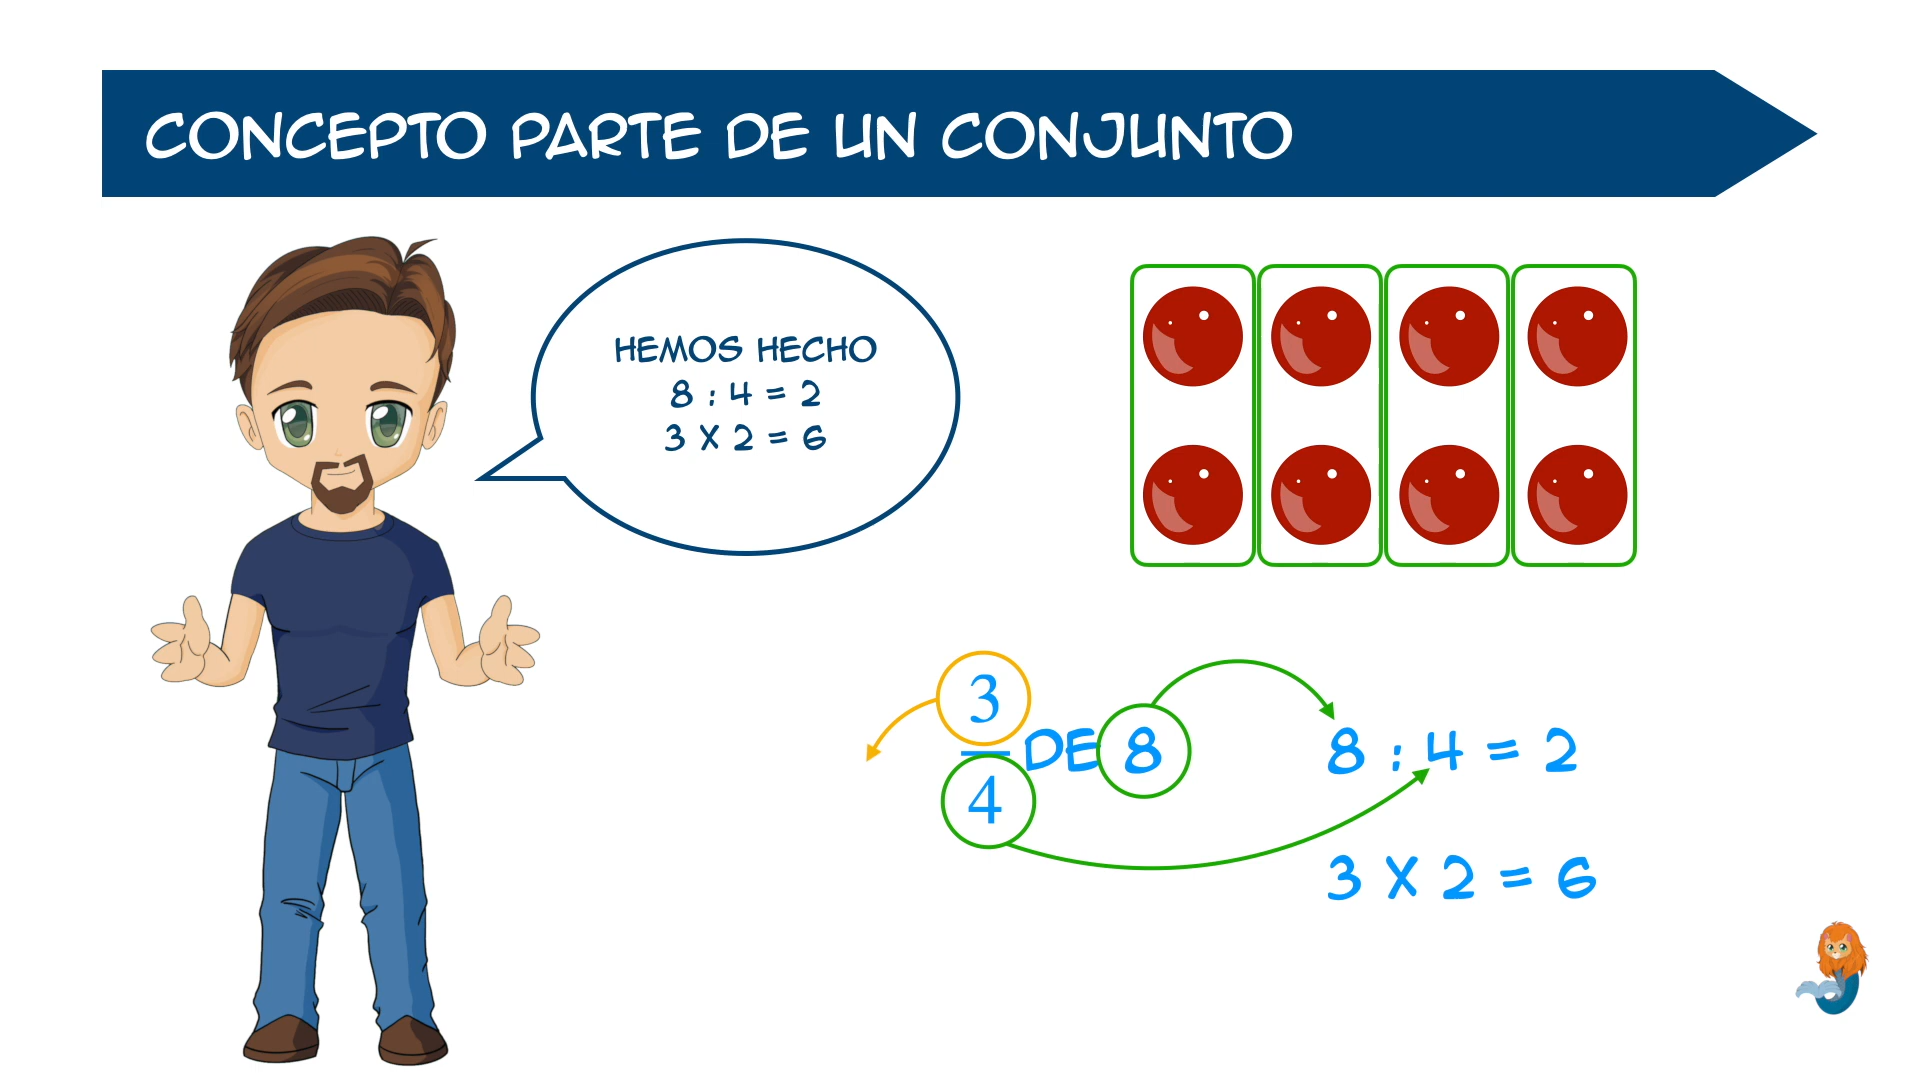 CONCEPTO PARTE DE UN CONJUNTO
HEMOS HECHO
8 : 4 = 2
3 X 2 = 6
3
4
DE 8
8 : 4 = 2
3 X 2 = 6